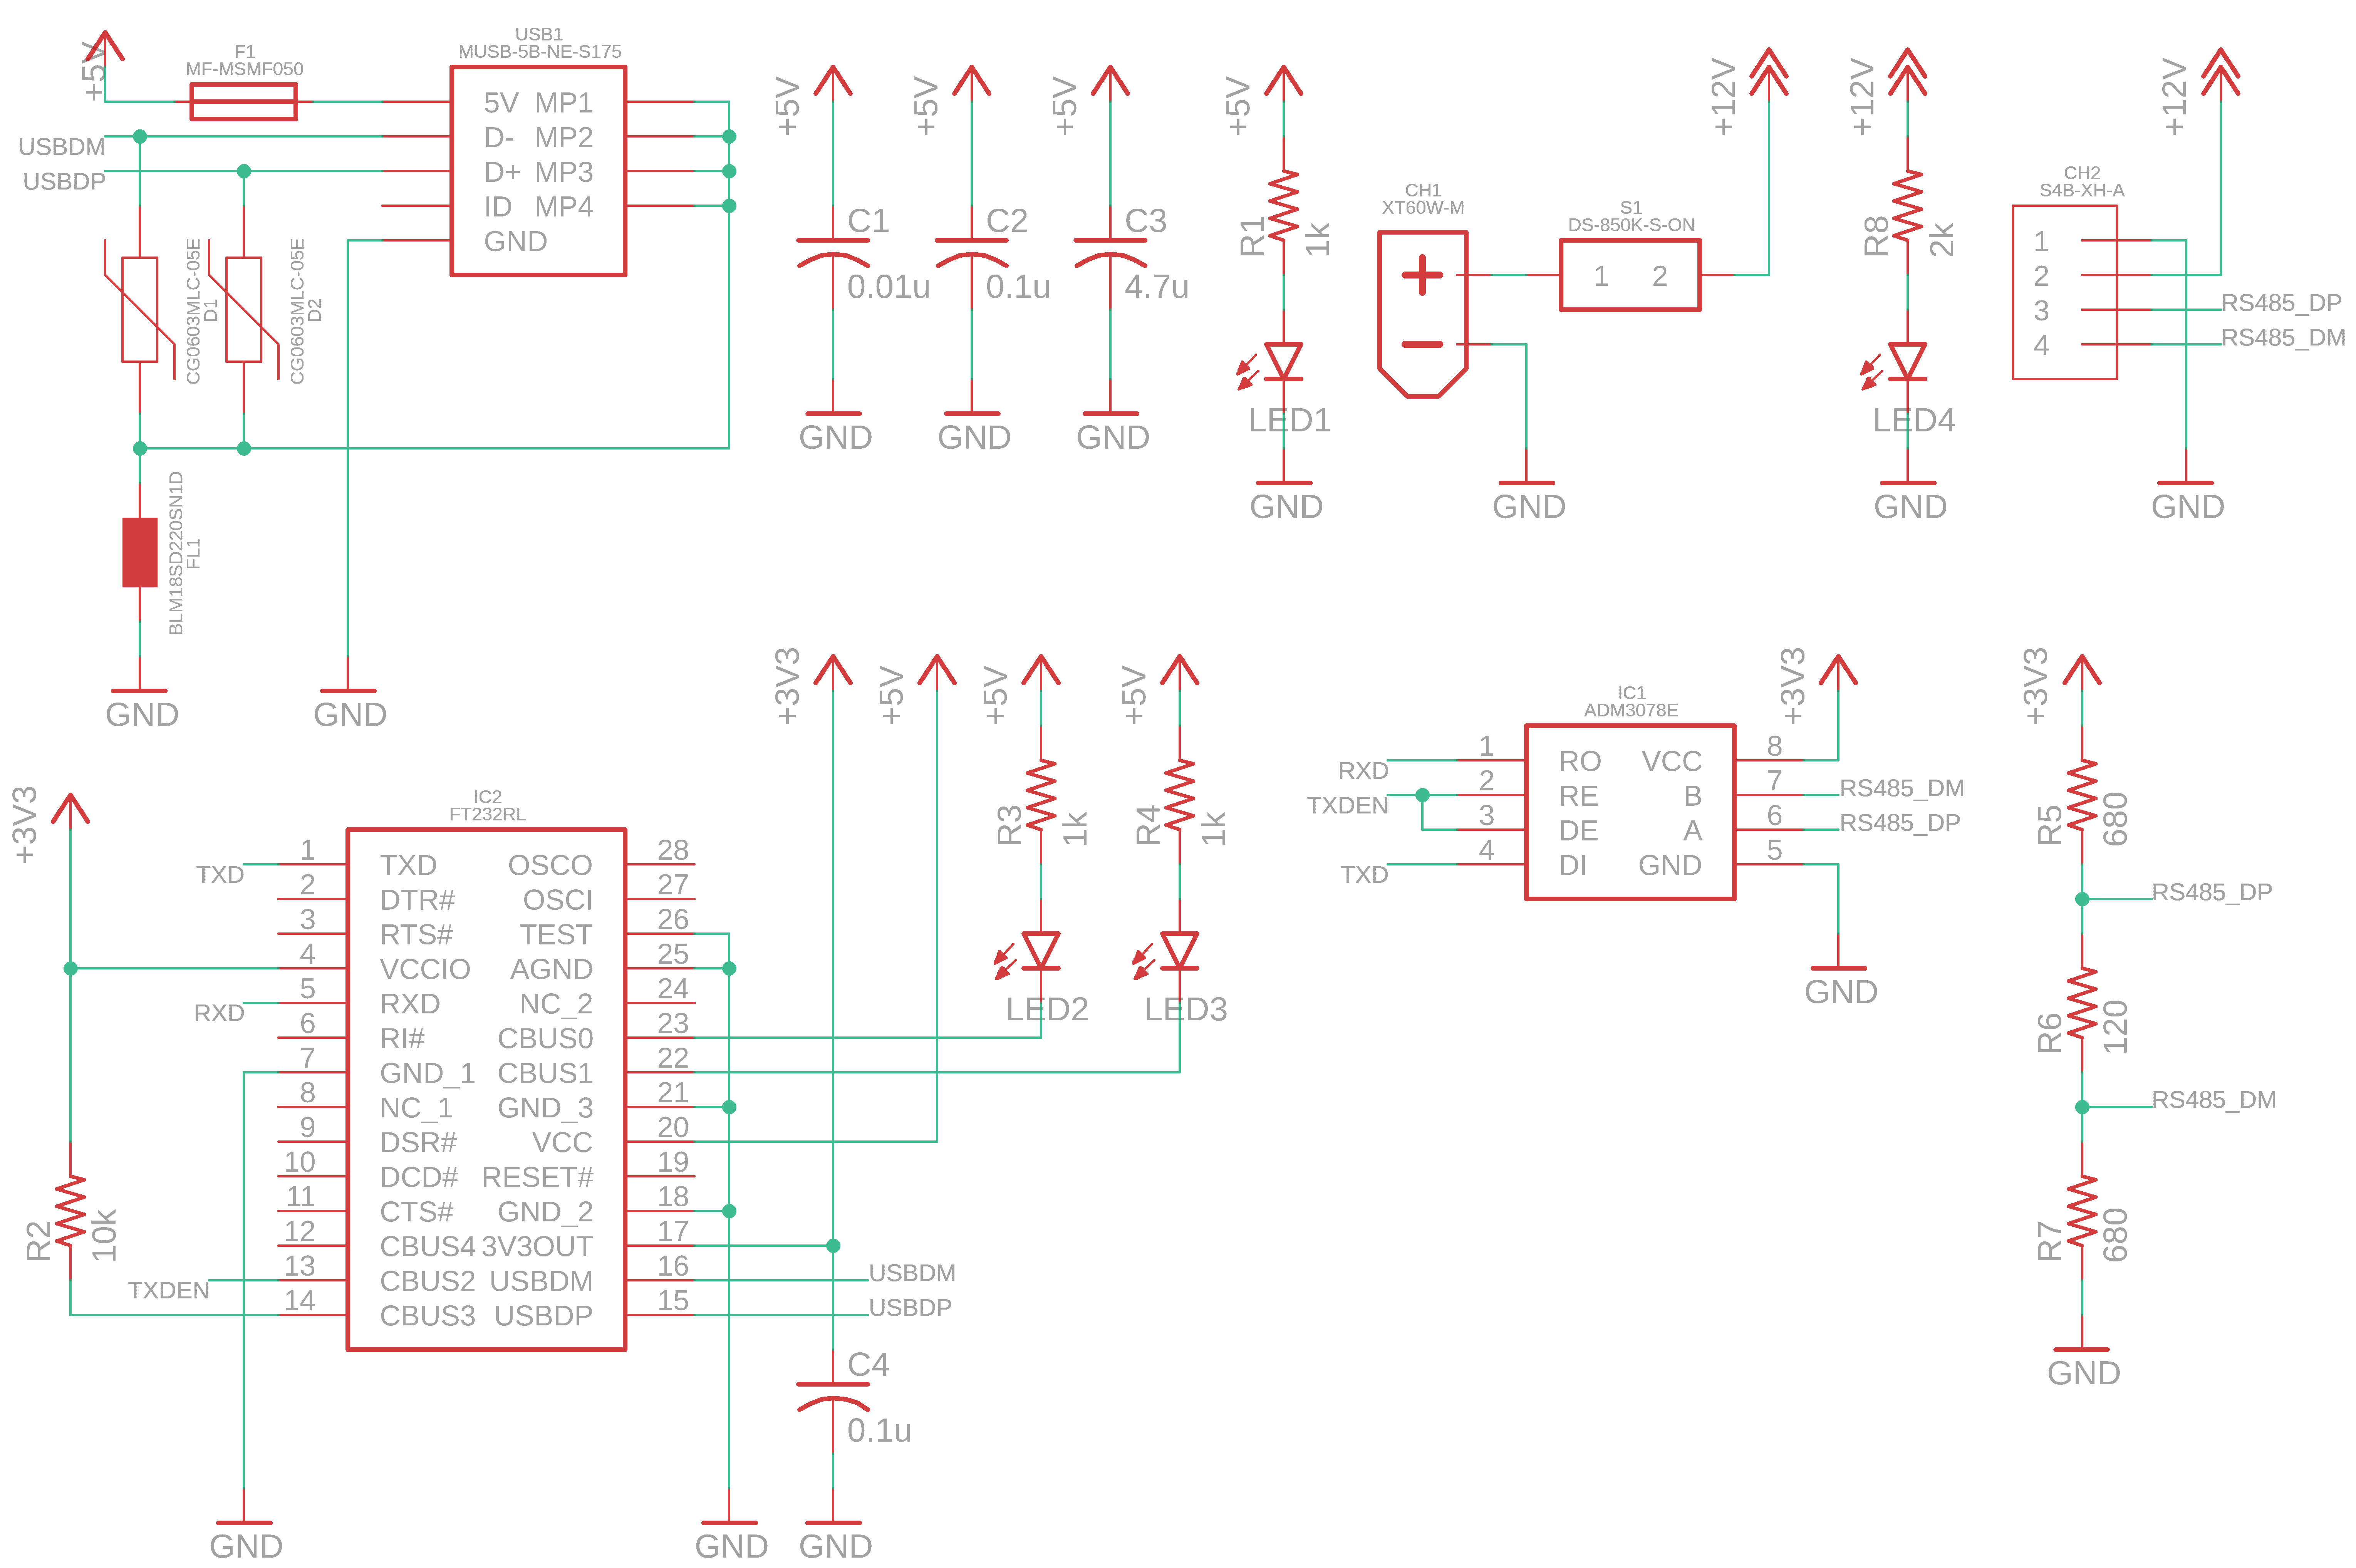 +5V
F1
MF-MSMF050
USB1
MUSB-5B-NE-S175
5V MP1
D- MP2
D+ MP3
ID MP4
GND
USBDM
USBDP
CG0603MLC-05E
D1
CG0603MLC-05E
D2
BLM18SD220SN1D
FL1
GND
GND
+5V
C1
0.01u
GND
+5V
C2
0.1u
GND
+5V
C3
4.7u
GND
+5V
R1
1k
LED1
GND
CH1
XT60W-M
S1
DS-850K-S-ON
1 2
+12V
GND
+12V
R8
2k
LED4
GND
+12V
CH2
S4B-XH-A
1
2
3
4
RS485_DP
RS485_DM
GND
+3V3
R2
10k
IC2
FT232RL
TXD
RXD
TXDEN
1 TXD OSCO 28
2 DTR# OSCI 27
3 RTS# TEST 26
4 VCCIO AGND 25
5 RXD NC_2 24
6 RI# CBUS0 23
7 GND_1 CBUS1 22
8 NC_1 GND_3 21
9 DSR# VCC 20
10 DCD# RESET# 19
11 CTS# GND_2 18
12 CBUS4 3V3OUT 17
13 CBUS2 USBDM 16
14 CBUS3 USBDP 15
USBDM
USBDP
GND
GND
+3V3
C4
0.1u
GND
+5V
+5V
R3
1k
LED2
+5V
R4
1k
LED3
IC1
ADM3078E
RXD
TXDEN
TXD
1 RO VCC 8
2 RE B 7
3 DE A 6
4 DI GND 5
+3V3
RS485_DM
RS485_DP
GND
+3V3
R5
680
RS485_DP
R6
120
RS485_DM
R7
680
GND